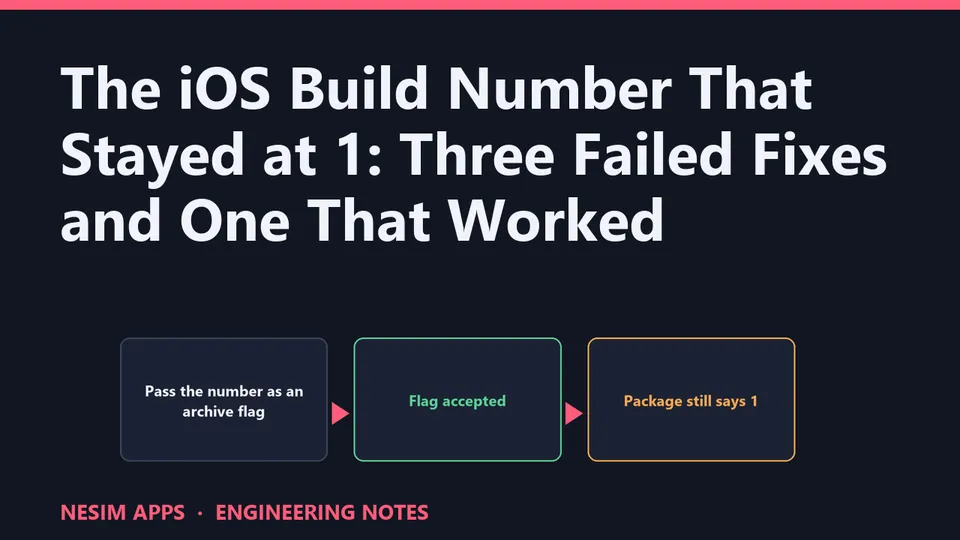 The iOS Build Number That
Stayed at 1: Three Failed Fixes
and One That Worked
Pass the number as an
archive flag
Flag accepted
Package still says 1
NESIM APPS · ENGINEERING NOTES